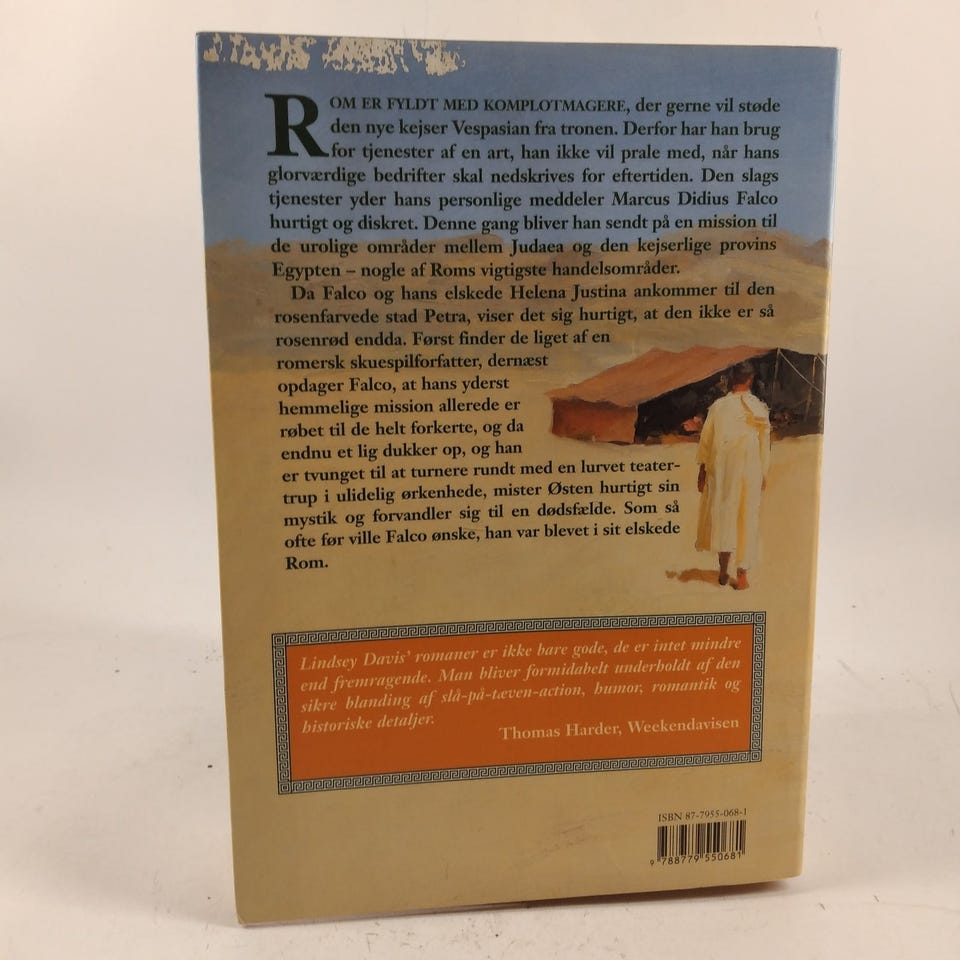 ROM ER FYLDT MED KOMPLOTMAGERE, der gerne vil støde
den nye kejser Vespasian fra tronen. Derfor har han brug
for tjenester af en art, han ikke vil prale med, når hans
glorværdige bedrifter skal nedskrives for eftertiden. Den slags
tjenester yder hans personlige meddeler Marcus Didius Falco
hurtigt og diskret. Denne gang bliver han sendt på en mission til
de urolige områder mellem Judaea og den kejserlige provins
Egypten – nogle af Roms vigtigste handelsområder.
Da Falco og hans elskede Helena Justina ankommer til den
rosenfarvede stad Petra, viser det sig hurtigt, at den ikke er så
rosenrød endda. Først finder de liget af en
romersk skuespilforfatter, dernæst
opdager Falco, at hans yderst
hemmelige mission allerede er
røbet til de helt forkerte, og da
endnu et lig dukker op, og han
er tvunget til at turnere rundt med en lurvet teater-
trup i ulidelig ørkenhede, mister Østen hurtigt sin
mystik og forvandler sig til en dødsfælde. Som så
ofte før ville Falco ønske, han var blevet i sit elskede
Rom.
Lindsey Davis' romaner er ikke bare gode, de er intet mindre
end fremragende. Man bliver formidabelt underholdt af den
sikre blanding af slå-på-tæven-action, humor, romantik og
historiske detaljer.
Thomas Harder, Weekendavisen
ISBN 87-7955-068-1
9 788779 550681